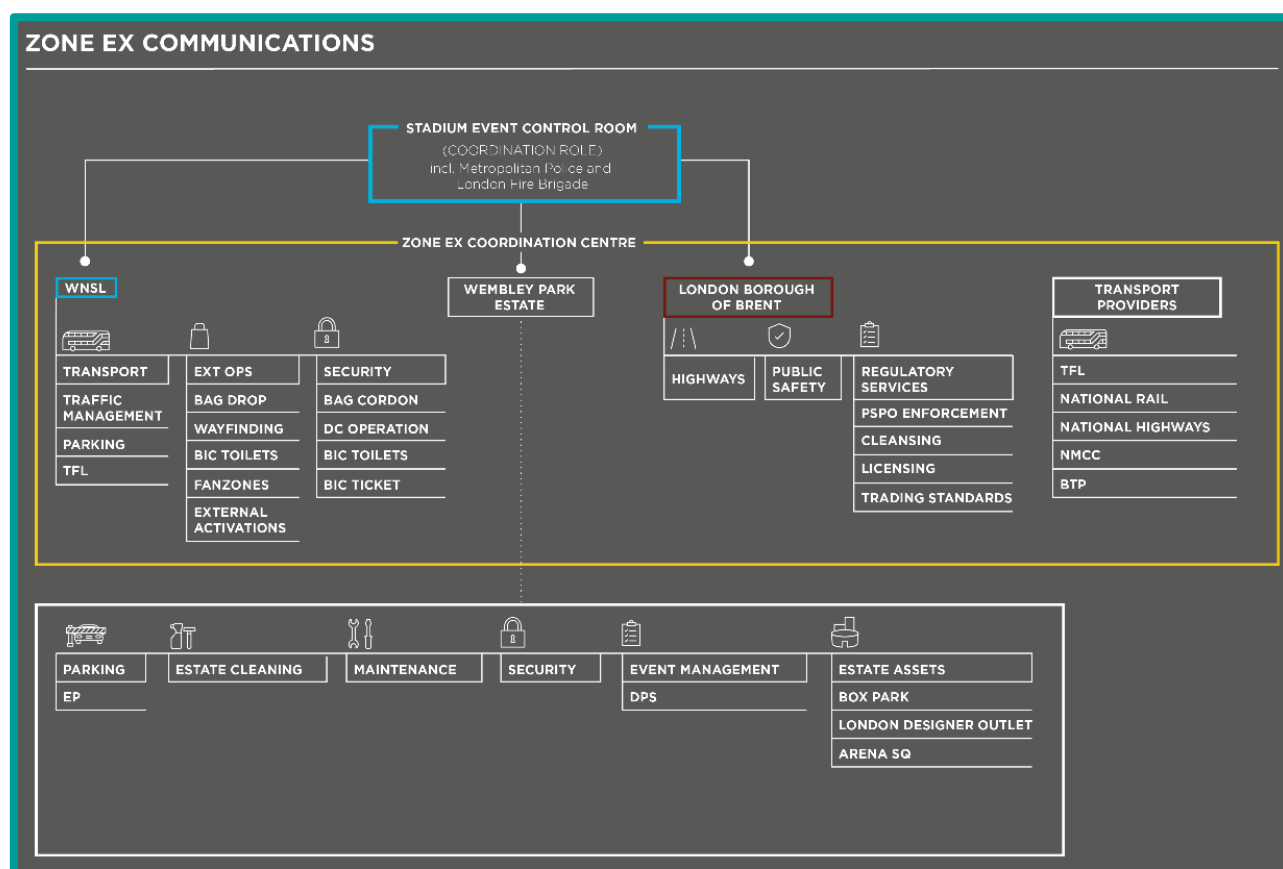 ZONE EX COMMUNICATIONS
STADIUM EVENT CONTROL ROOM
(COORDINATION ROLE)
incl. Metropolitan Police and
London Fire Brigade
ZONE EX COORDINATION CENTRE
WNSL
TRANSPORT
TRAFFIC
MANAGEMENT
PARKING
TFL
EXT OPS
BAG DROP
WAYFINDING
BIC TOILETS
FANZONES
EXTERNAL
ACTIVATIONS
SECURITY
BAG CORDON
DC OPERATION
BIC TOILETS
BIC TICKET
WEMBLEY PARK
ESTATE
LONDON BOROUGH
OF BRENT
HIGHWAYS
PUBLIC
SAFETY
REGULATORY
SERVICES
PSPO ENFORCEMENT
CLEANSING
LICENSING
TRADING STANDARDS
TRANSPORT
PROVIDERS
TFL
NATIONAL RAIL
NATIONAL HIGHWAYS
NMCC
BTP
PARKING
EP
ESTATE CLEANING
MAINTENANCE
SECURITY
EVENT MANAGEMENT
DPS
ESTATE ASSETS
BOX PARK
LONDON DESIGNER OUTLET
ARENA SQ